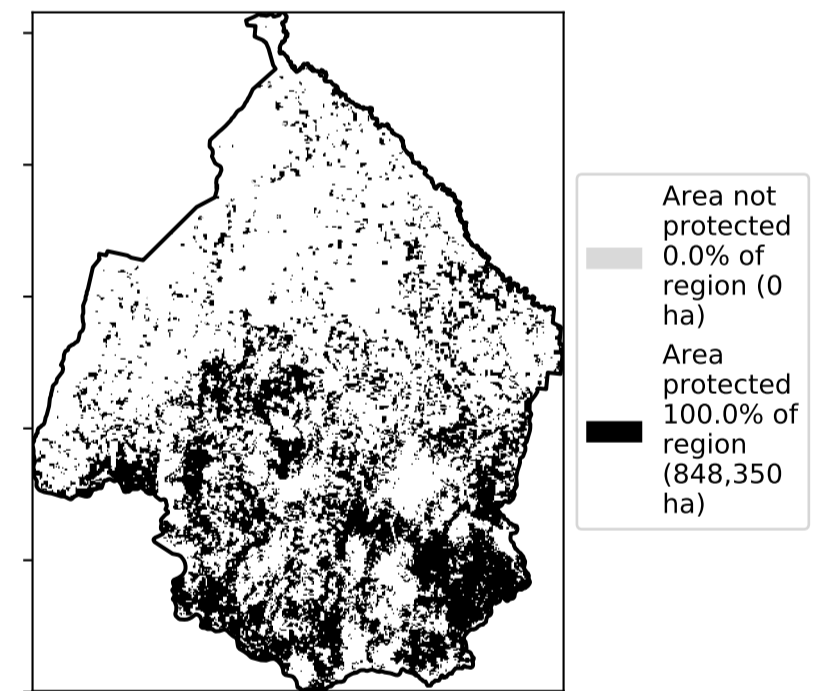 Area not
protected
0.0% of
region (0
ha)
Area
protected
100.0% of
region
(848,350
ha)